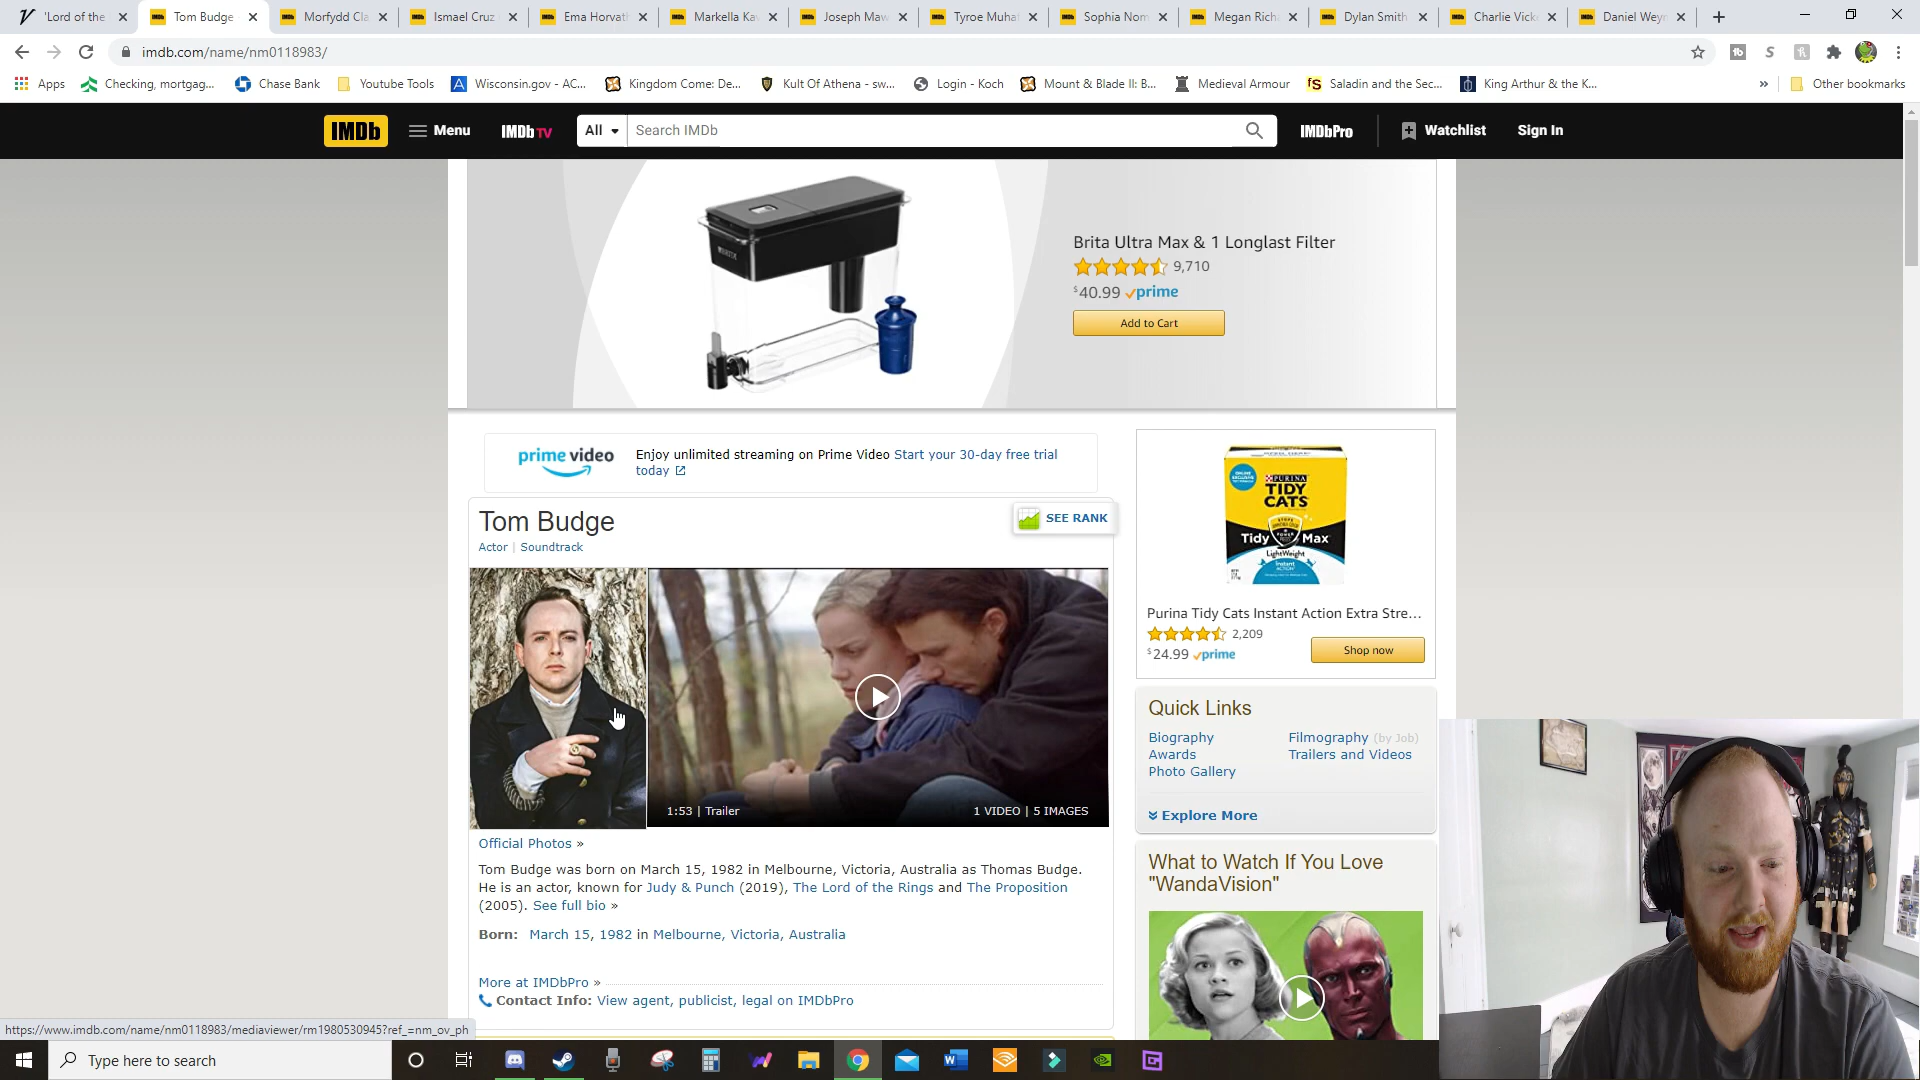 'Lord of the
Tom Budge
Morfydd Cla
Ismael Cruz
Ema Horvat
Markella Ka
Joseph Maw
Tyroe Muha
Sophia Nom
Megan Rich
Dylan Smith
Charlie Vick
Daniel Wey
imdb.com/name/nm0118983/
Apps
Checking, mortgag...
Chase Bank
Youtube Tools
Wisconsin.gov - AC...
Kingdom Come: De...
Kult Of Athena - sw...
Login - Koch
Mount & Blade II: B...
Medieval Armour
Saladin and the Sec...
King Arthur & the K...
»
Other bookmarks
IMDb
Menu
IMDbTV
All
Search IMDb
IMDbPro
Watchlist
Sign In
Brita Ultra Max & 1 Longlast Filter
9,710
$40.99 prime
Add to Cart
prime video
Enjoy unlimited streaming on Prime Video Start your 30-day free trial
today
Tom Budge
SEE RANK
Actor | Soundtrack
1:53 | Trailer
1 VIDEO | 5 IMAGES
Official Photos »
Tom Budge was born on March 15, 1982 in Melbourne, Victoria, Australia as Thomas Budge.
He is an actor, known for Judy & Punch (2019), The Lord of the Rings and The Proposition
(2005). See full bio »
Born: March 15, 1982 in Melbourne, Victoria, Australia
More at IMDbPro »
Contact Info: View agent, publicist, legal on IMDbPro
PURINA
TIDY
CATS
Tidy Max
LightWeight
Instant
ACTION
Purina Tidy Cats Instant Action Extra Stre...
2,209
$24.99 prime
Shop now
Quick Links
Biography
Filmography (by Job)
Awards
Trailers and Videos
Photo Gallery
Explore More
What to Watch If You Love
"WandaVision"
https://www.imdb.com/name/nm0118983/mediaviewer/rm1980530945?ref_=nm_ov_ph
Type here to search